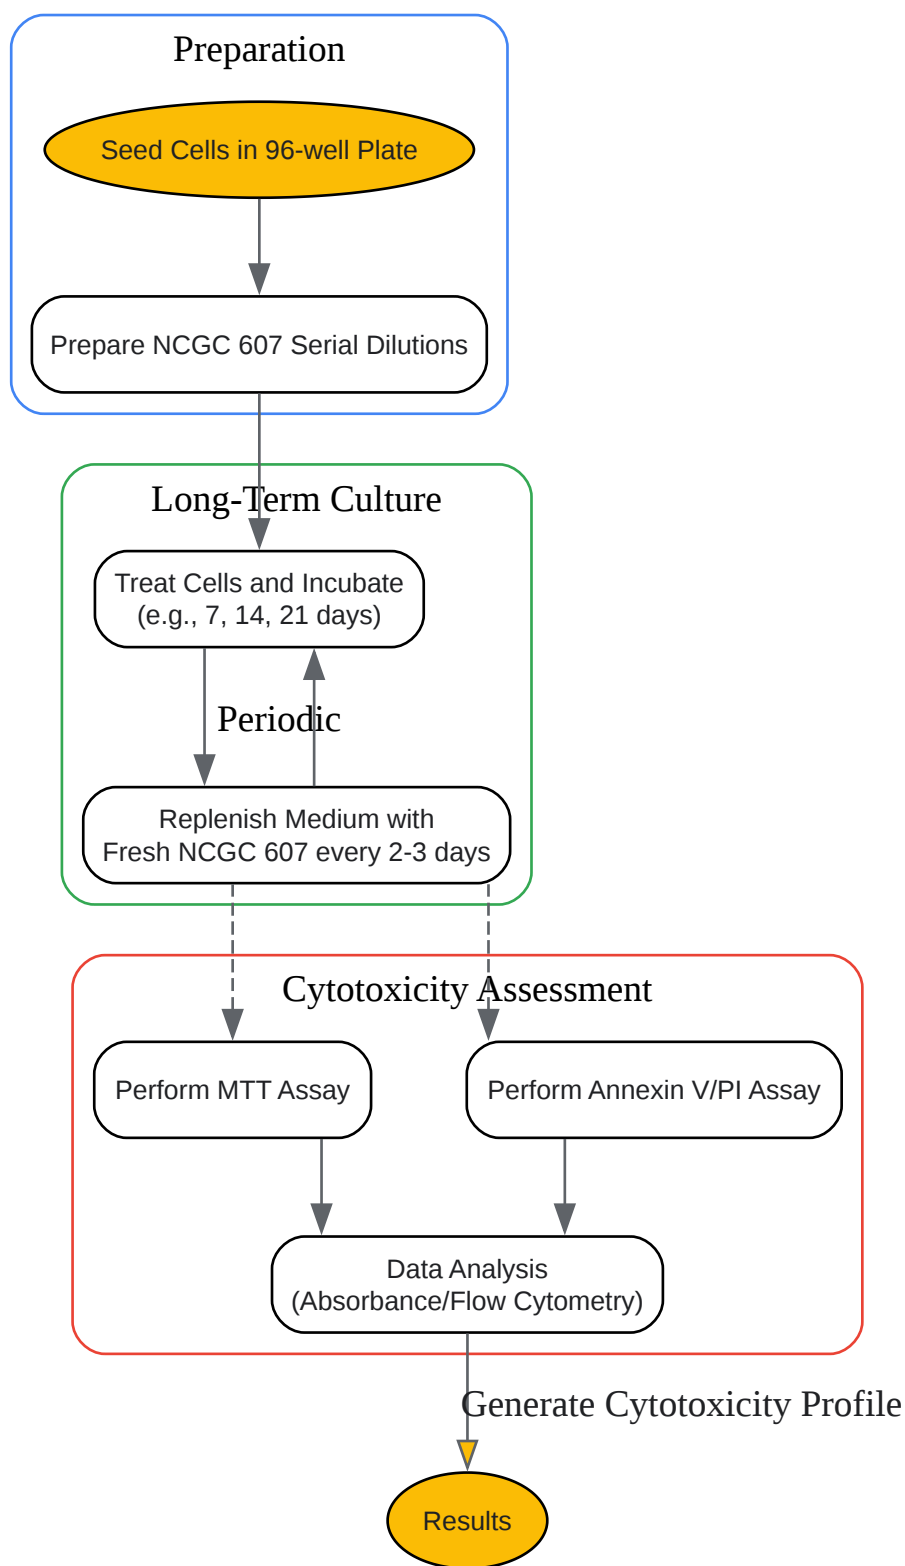 Preparation
Seed Cells in 96-well Plate
Prepare NCGC 607 Serial Dilutions
Long-Term Culture
Treat Cells and Incubate
(e.g., 7, 14, 21 days)
Periodic
Replenish Medium with
Fresh NCGC 607 every 2-3 days
Cytotoxicity Assessment
Perform MTT Assay
Perform Annexin V/PI Assay
Data Analysis
(Absorbance/Flow Cytometry)
Generate Cytotoxicity Profile
Results